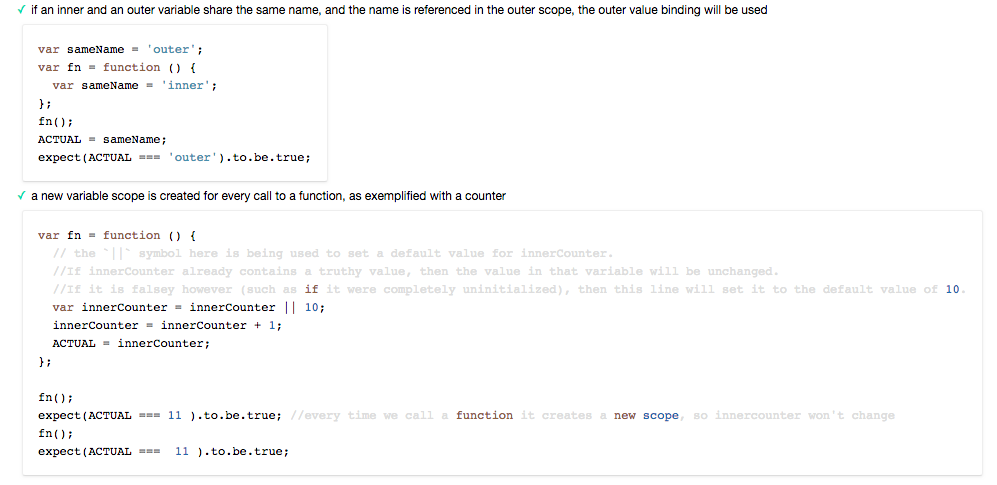 ✓ if an inner and an outer variable share the same name, and the name is referenced in the outer scope, the outer value binding will be used
var sameName = 'outer';
var fn = function () {
  var sameName = 'inner';
};
fn();
ACTUAL = sameName;
expect(ACTUAL === 'outer').to.be.true;
✓ a new variable scope is created for every call to a function, as exemplified with a counter
var fn = function () {
  // the `||` symbol here is being used to set a default value for innerCounter.
  //If innerCounter already contains a truthy value, then the value in that variable will be unchanged.
  //If it is falsey however (such as if it were completely uninitialized), then this line will set it to the default value of 10.
  var innerCounter = innerCounter || 10;
  innerCounter = innerCounter + 1;
  ACTUAL = innerCounter;
};
fn();
expect(ACTUAL === 11 ).to.be.true; //every time we call a function it creates a new scope, so innercounter won't change
fn();
expect(ACTUAL ===  11 ).to.be.true;